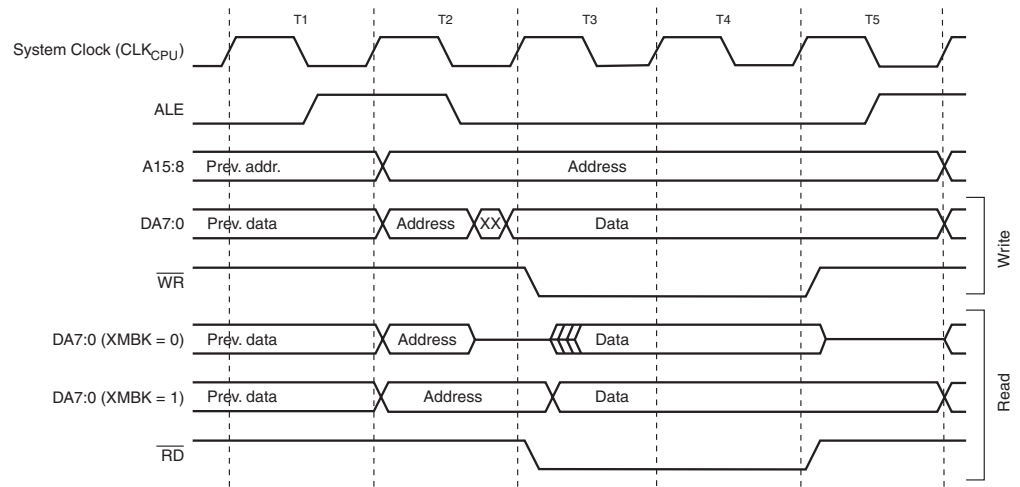 T1 T2 T3 T4 T5
System Clock (CLKCPU)
ALE
A15:8 Prev. addr. Address
DA7:0 Prev. data Address XX Data
WR
Write
DA7:0 (XMBK = 0) Prev. data Address Data
DA7:0 (XMBK = 1) Prev. data Address Data
RD
Read